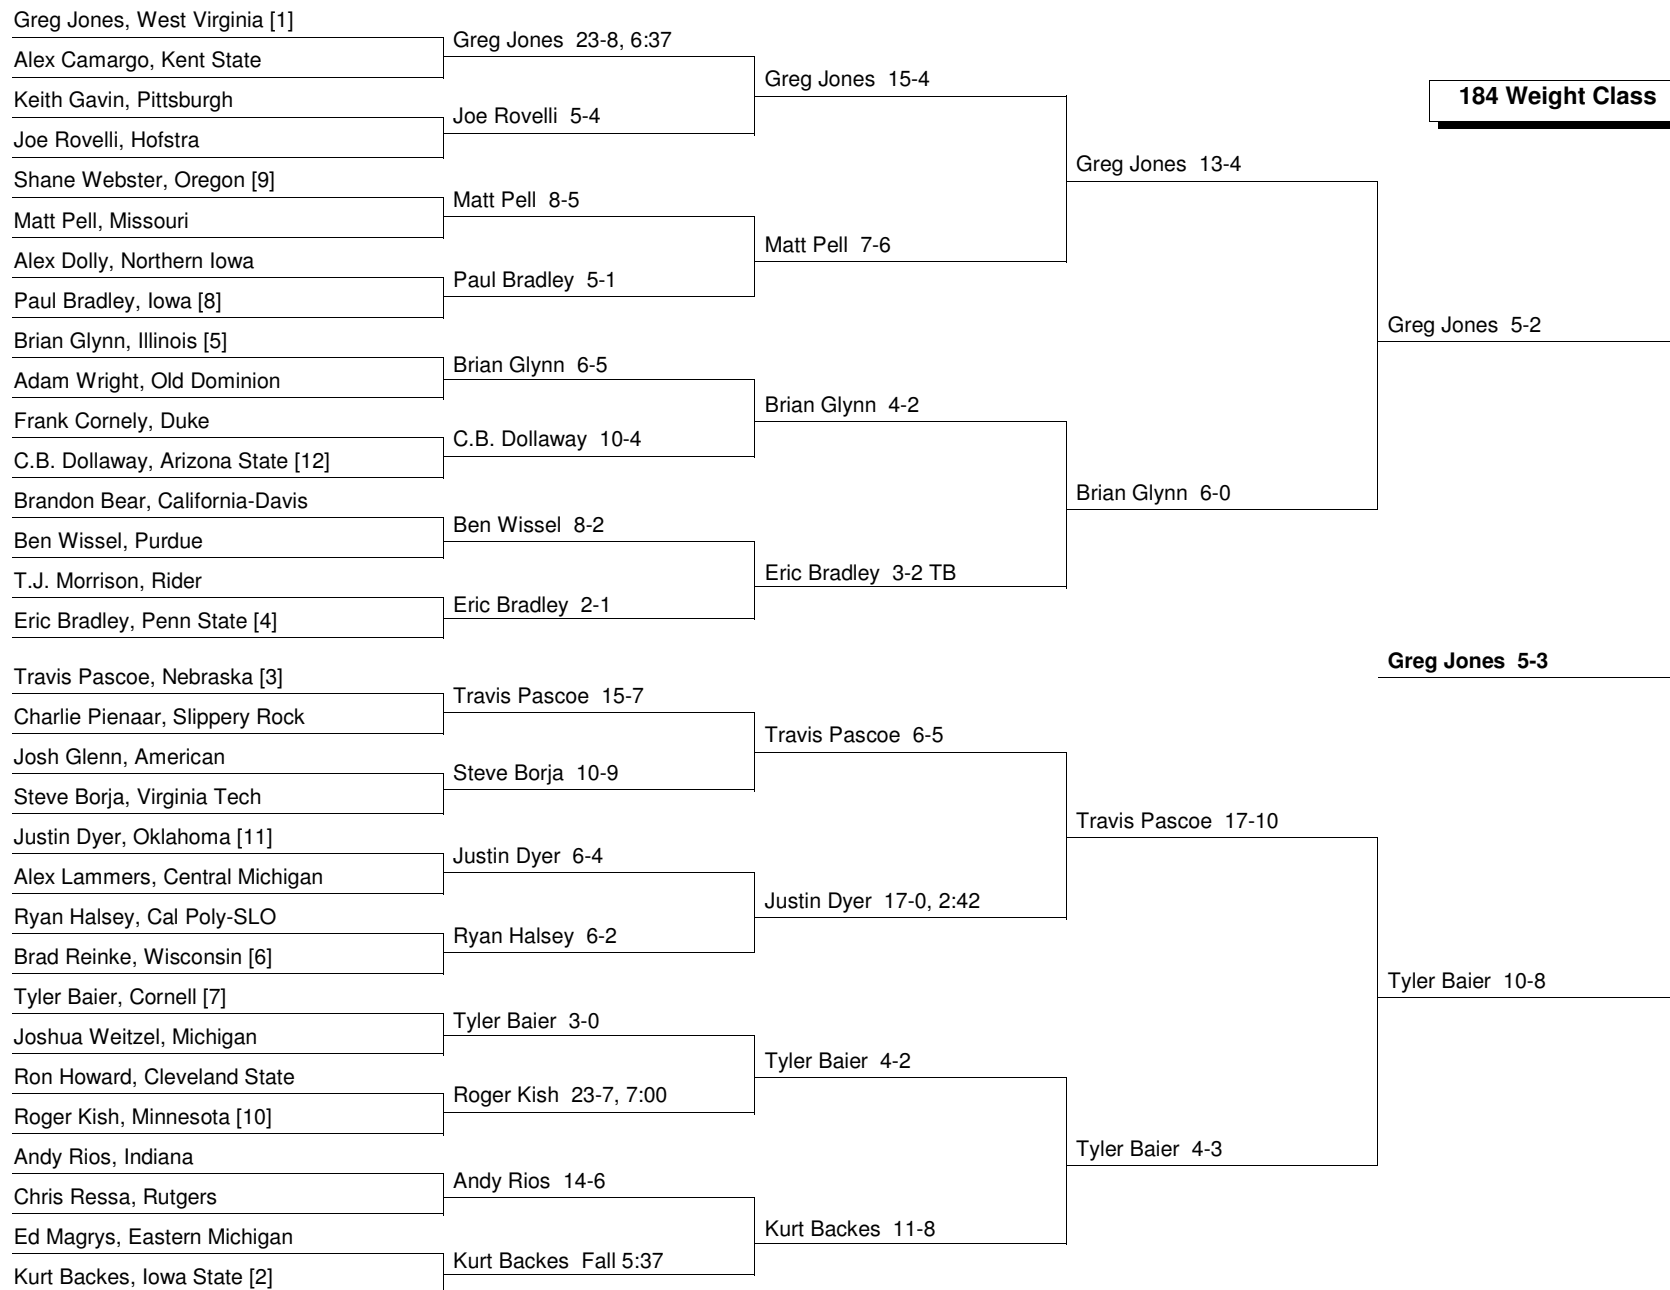 Greg Jones, West Virginia [1]
Alex Camargo, Kent State
Keith Gavin, Pittsburgh
Joe Rovelli, Hofstra
Shane Webster, Oregon [9]
Matt Pell, Missouri
Alex Dolly, Northern Iowa
Paul Bradley, Iowa [8]
Brian Glynn, Illinois [5]
Adam Wright, Old Dominion
Frank Cornely, Duke
C.B. Dollaway, Arizona State [12]
Brandon Bear, California-Davis
Ben Wissel, Purdue
T.J. Morrison, Rider
Eric Bradley, Penn State [4]
Travis Pascoe, Nebraska [3]
Charlie Pienaar, Slippery Rock
Josh Glenn, American
Steve Borja, Virginia Tech
Justin Dyer, Oklahoma [11]
Alex Lammers, Central Michigan
Ryan Halsey, Cal Poly-SLO
Brad Reinke, Wisconsin [6]
Tyler Baier, Cornell [7]
Joshua Weitzel, Michigan
Ron Howard, Cleveland State
Roger Kish, Minnesota [10]
Andy Rios, Indiana
Chris Ressa, Rutgers
Ed Magrys, Eastern Michigan
Kurt Backes, Iowa State [2]
Greg Jones 23-8, 6:37
Joe Rovelli 5-4
Matt Pell 8-5
Paul Bradley 5-1
Brian Glynn 6-5
C.B. Dollaway 10-4
Ben Wissel 8-2
Eric Bradley 2-1
Travis Pascoe 15-7
Steve Borja 10-9
Justin Dyer 6-4
Ryan Halsey 6-2
Tyler Baier 3-0
Roger Kish 23-7, 7:00
Andy Rios 14-6
Kurt Backes Fall 5:37
Greg Jones 15-4
Matt Pell 7-6
Brian Glynn 4-2
Eric Bradley 3-2 TB
Travis Pascoe 6-5
Justin Dyer 17-0, 2:42
Tyler Baier 4-2
Kurt Backes 11-8
Greg Jones 13-4
Brian Glynn 6-0
Travis Pascoe 17-10
Tyler Baier 4-3
184 Weight Class
Greg Jones 5-2
Greg Jones 5-3
Tyler Baier 10-8